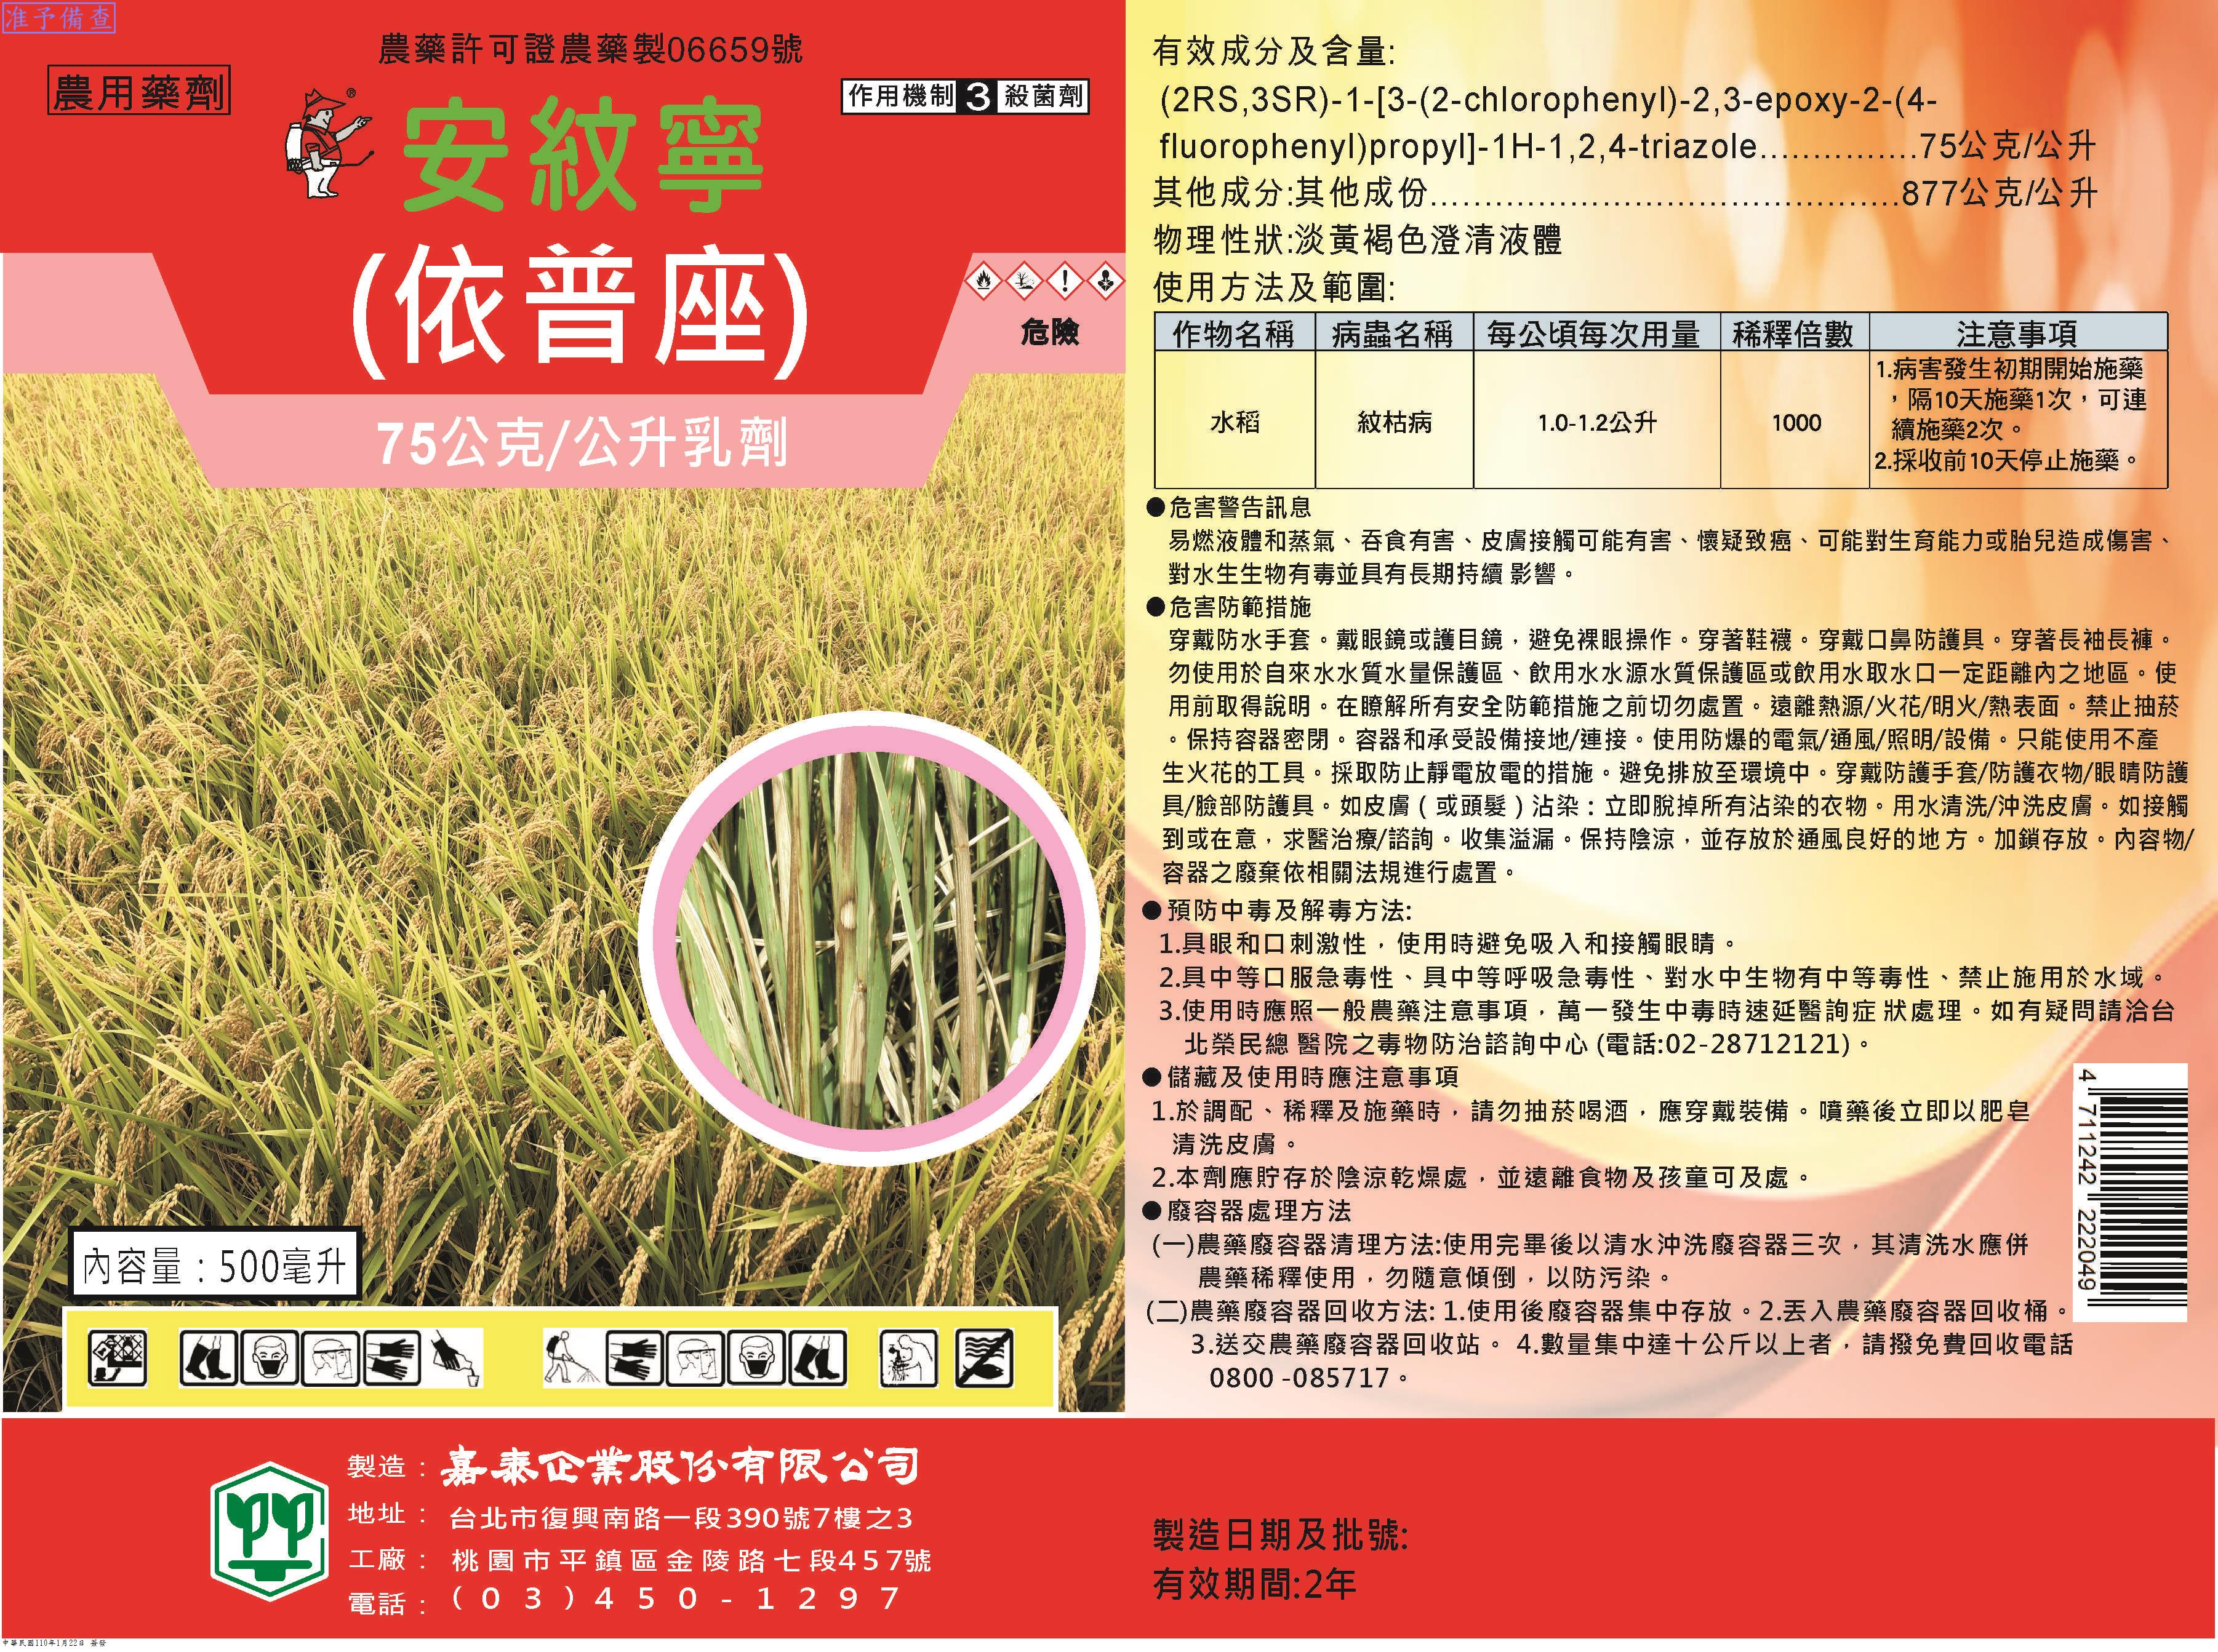 准予備查
農藥許可證農藥製06659號
農用藥劑
作用機制 3 殺菌劑
®
安紋寧
(依普座)
危險
75公克/公升乳劑
內容量：500毫升
製造：嘉泰企業股份有限公司
地址：台北市復興南路一段390號7樓之3
工廠：桃園市平鎮區金陵路七段457號
電話：(03)450-1297
中華民國110年1月22日 簽發
有效成分及含量:
(2RS,3SR)-1-[3-(2-chlorophenyl)-2,3-epoxy-2-(4-
fluorophenyl)propyl]-1H-1,2,4-triazole...............75公克/公升
其他成分:其他成份...........................................877公克/公升
物理性狀:淡黃褐色澄清液體
使用方法及範圍:
作物名稱 病蟲名稱 每公頃每次用量 稀釋倍數 注意事項
水稻 紋枯病 1.0-1.2公升 1000
1.病害發生初期開始施藥
，隔10天施藥1次，可連
續施藥2次。
2.採收前10天停止施藥。
●危害警告訊息
易燃液體和蒸氣、吞食有害、皮膚接觸可能有害、懷疑致癌、可能對生育能力或胎兒造成傷害、
對水生生物有毒並具有長期持續影響。
●危害防範措施
穿戴防水手套。戴眼鏡或護目鏡，避免裸眼操作。穿著鞋襪。穿戴口鼻防護具。穿著長袖長褲。
勿使用於自來水水質水量保護區、飲用水水源水質保護區或飲用水取水口一定距離內之地區。使
用前取得說明。在瞭解所有安全防範措施之前切勿處置。遠離熱源/火花/明火/熱表面。禁止抽菸
。保持容器密閉。容器和承受設備接地/連接。使用防爆的電氣/通風/照明/設備。只能使用不產
生火花的工具。採取防止靜電放電的措施。避免排放至環境中。穿戴防護手套/防護衣物/眼睛防護
具/臉部防護具。如皮膚（或頭髮）沾染：立即脫掉所有沾染的衣物。用水清洗/沖洗皮膚。如接觸
到或在意，求醫治療/諮詢。收集溢漏。保持陰涼，並存放於通風良好的地方。加鎖存放。內容物/
容器之廢棄依相關法規進行處置。
●預防中毒及解毒方法:
1.具眼和口刺激性，使用時避免吸入和接觸眼睛。
2.具中等口服急毒性、具中等呼吸急毒性、對水中生物有中等毒性、禁止施用於水域。
3.使用時應照一般農藥注意事項，萬一發生中毒時速延醫詢症狀處理。如有疑問請洽台
北榮民總醫院之毒物防治諮詢中心(電話:02-28712121)。
●儲藏及使用時應注意事項
1.於調配、稀釋及施藥時，請勿抽菸喝酒，應穿戴裝備。噴藥後立即以肥皂
清洗皮膚。
2.本劑應貯存於陰涼乾燥處，並遠離食物及孩童可及處。
●廢容器處理方法
(一)農藥廢容器清理方法:使用完畢後以清水沖洗廢容器三次，其清洗水應併
農藥稀釋使用，勿隨意傾倒，以防污染。
(二)農藥廢容器回收方法: 1.使用後廢容器集中存放。2.丟入農藥廢容器回收桶。
3.送交農藥廢容器回收站。 4.數量集中達十公斤以上者，請撥免費回收電話
0800 -085717。
4 711242 222049
製造日期及批號:
有效期間:2年